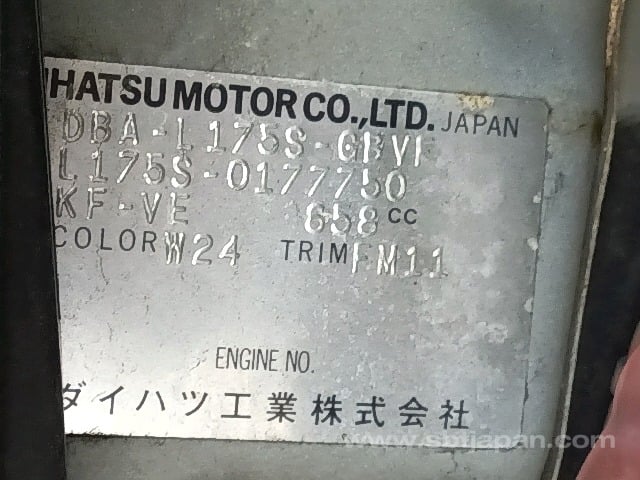 IHATSU MOTOR CO.,LTD. JAPAN
DBA-L175S-GBVF
L175S-0177750
KF-VE 658 CC
COLOR W24 TRIM FM11
ENGINE NO.
ダイハツ工業株式会社
www.sbtjapan.com